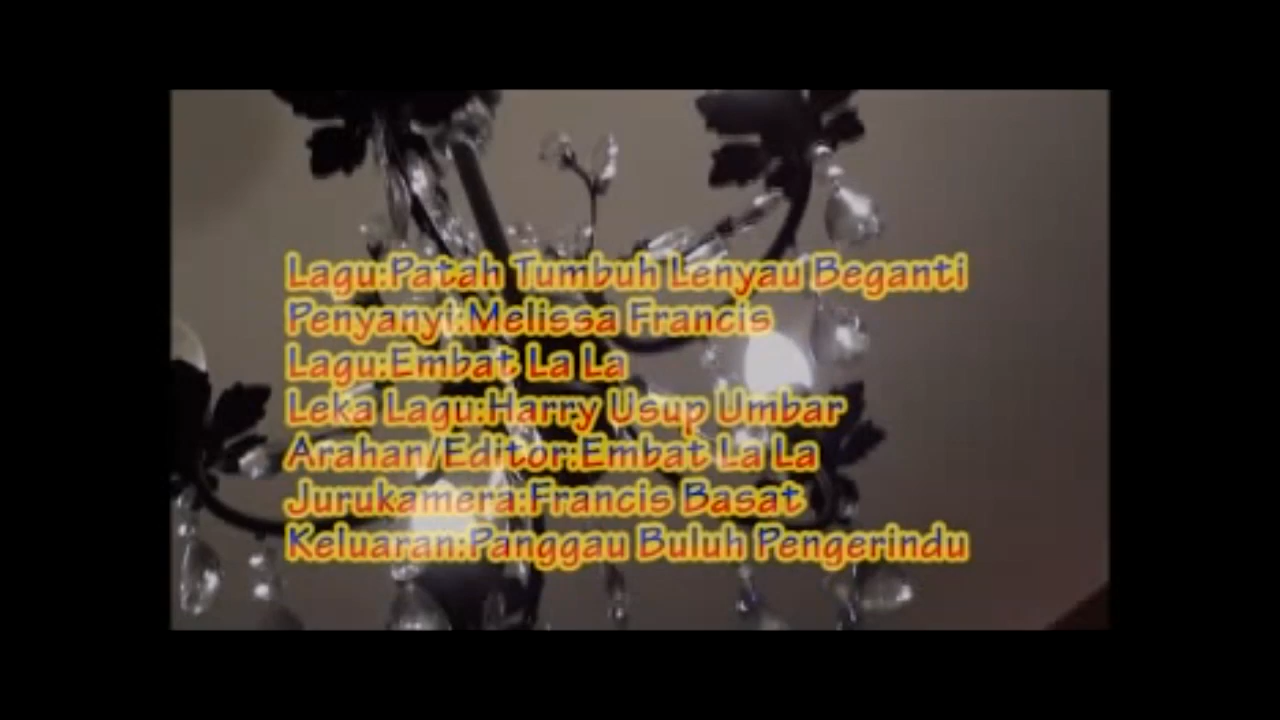 Lagu:Patah Tumbuh Lenyau Beganti
Penyanyi:Melissa Francis
Lagu:Embat La La
Leka Lagu:Harry Usup Umbar
Arahan/Editor:Embat La La
Jurukamera:Francis Basat
Keluaran:Panggau Buluh Pengerindu